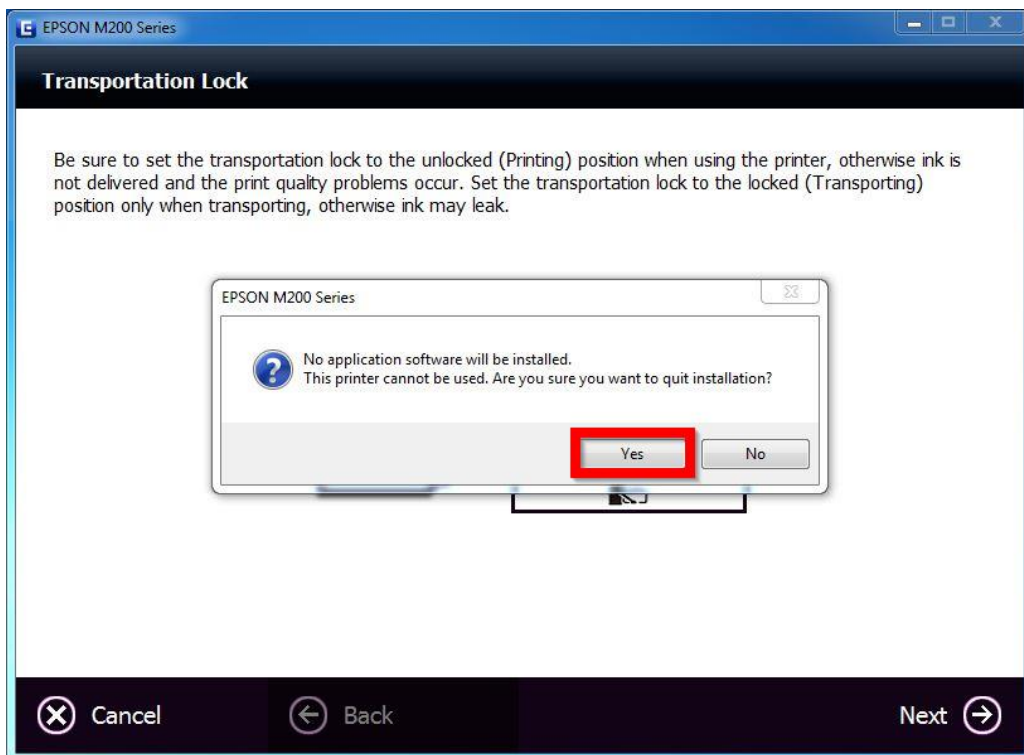 EPSON M200 Series
Transportation Lock
Be sure to set the transportation lock to the unlocked (Printing) position when using the printer, otherwise ink is
not delivered and the print quality problems occur. Set the transportation lock to the locked (Transporting)
position only when transporting, otherwise ink may leak.
EPSON M200 Series
No application software will be installed.
This printer cannot be used. Are you sure you want to quit installation?
Yes
No
Cancel
Back
Next